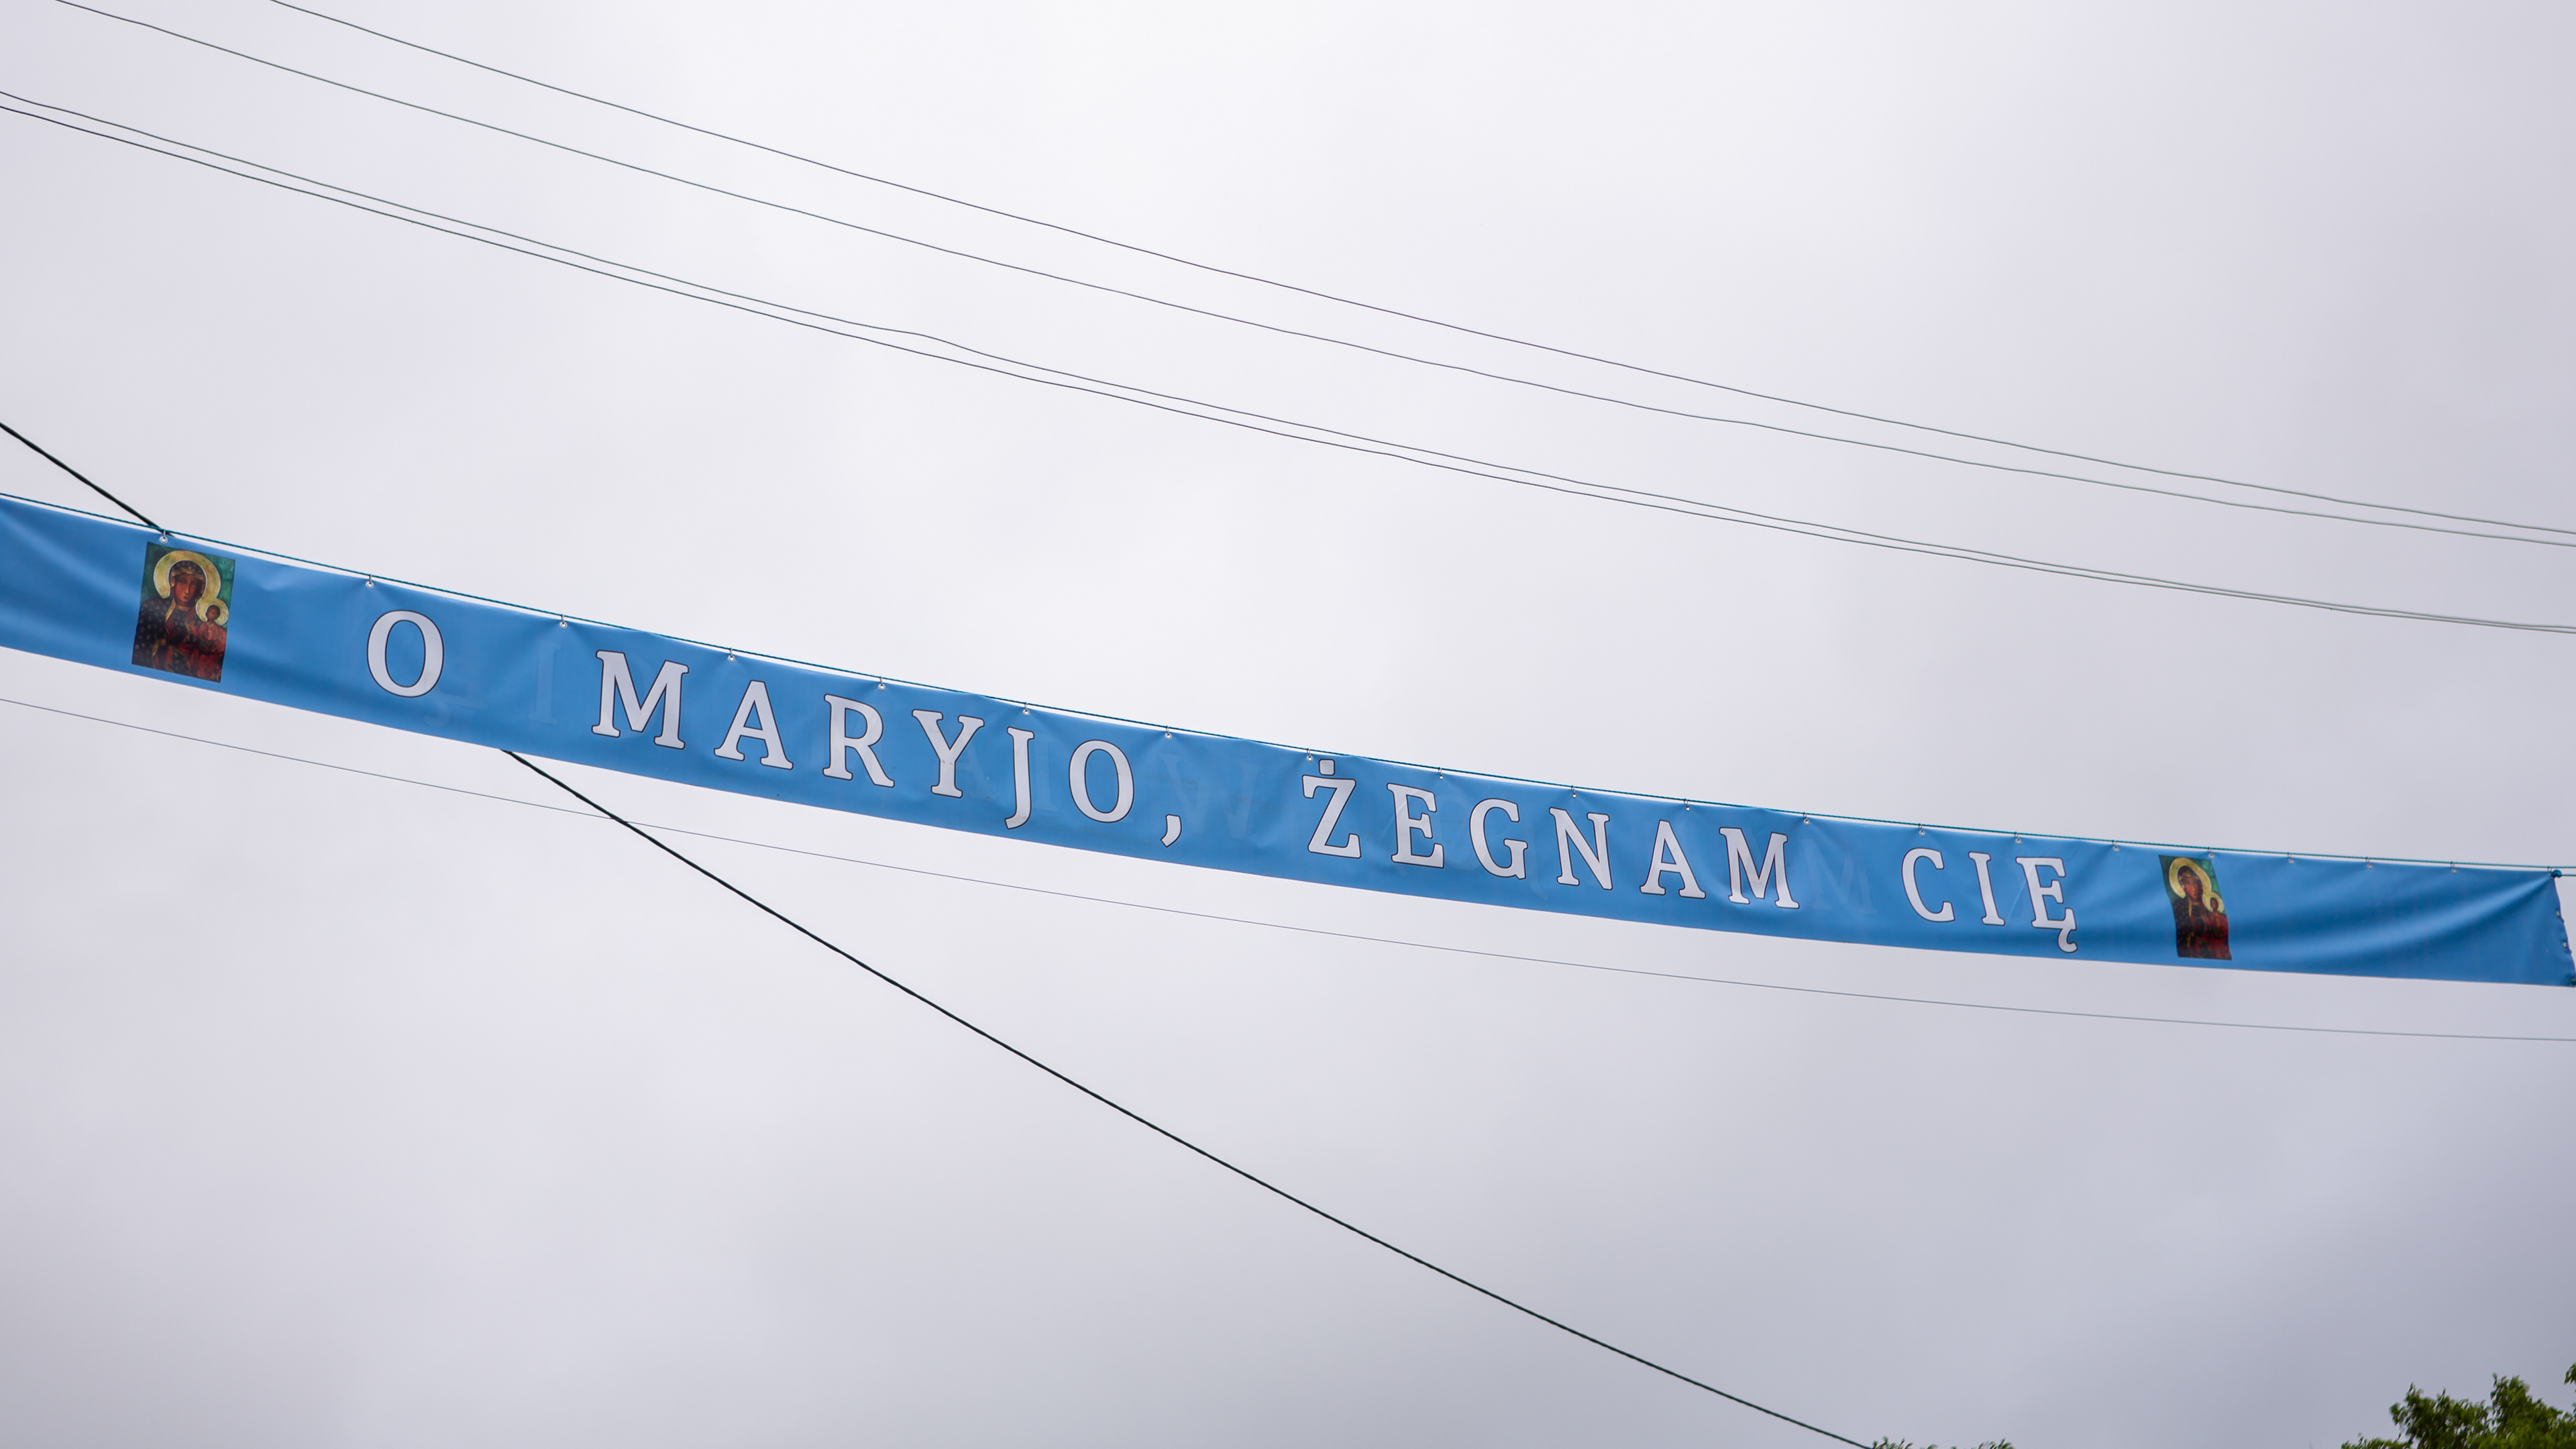 O MARYJO, ŻEGNAM CIĘ